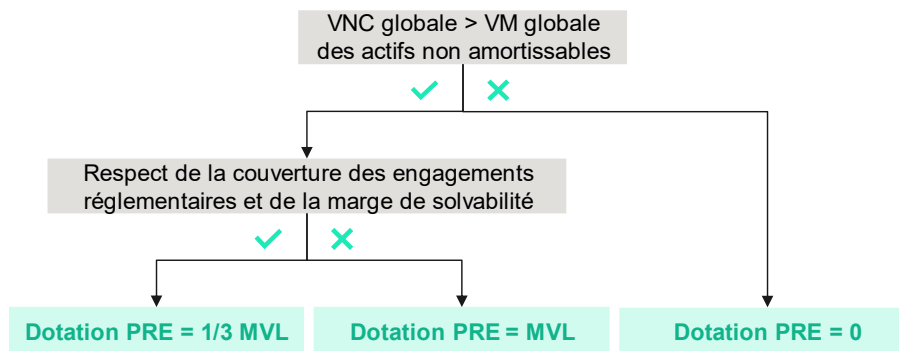 VNC globale > VM globale
des actifs non amortissables
Respect de la couverture des engagements
réglementaires et de la marge de solvabilité
Dotation PRE = 1/3 MVL
Dotation PRE = MVL
Dotation PRE = 0